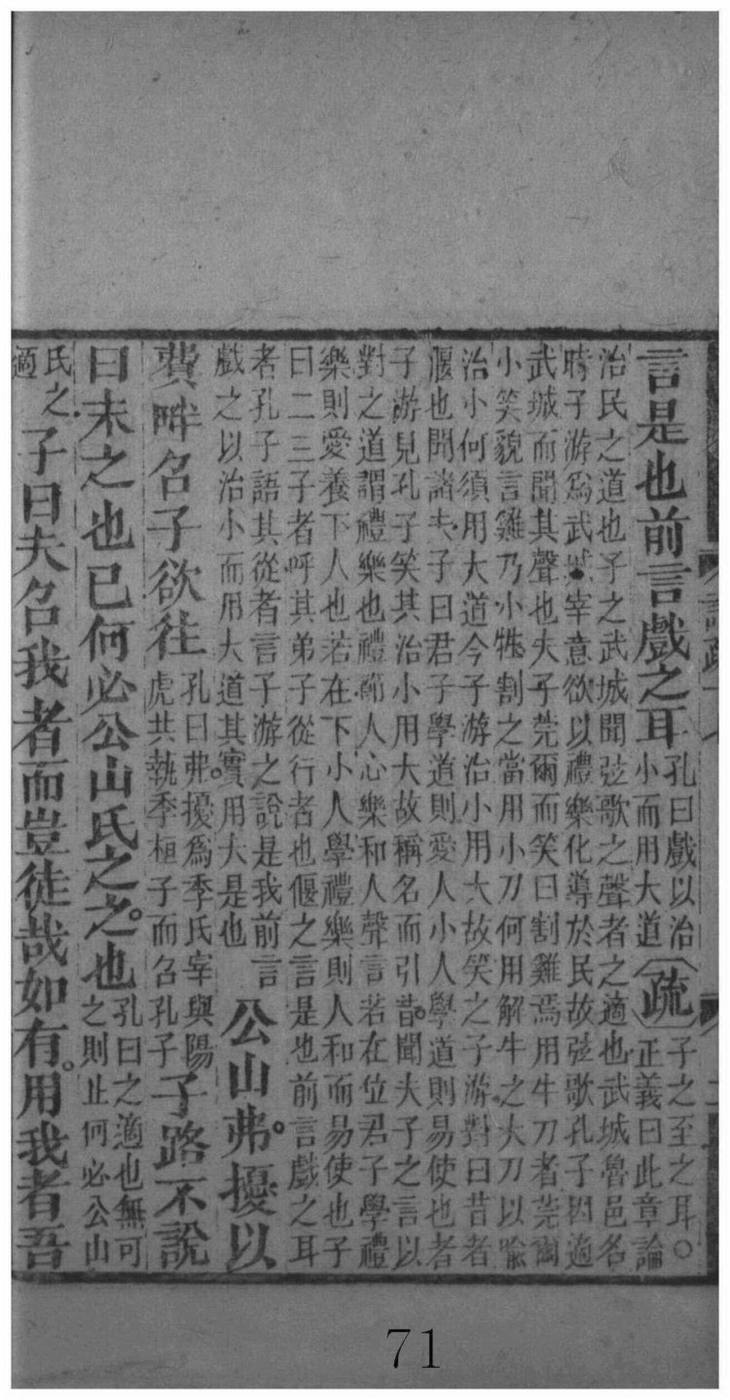 言是也前言戲之耳
孔曰戲以治
小而用大道
疏
子之至之耳○
正義曰此章論
治民之道也子之武城聞弦歌之聲者之適也武城魯邑名
時子游爲武城宰意欲以禮樂化導於民故弦歌孔子因適
武城而聞其聲也夫子莞爾而笑曰割雞焉用牛刀者莞爾
小笑貌言雞乃小牲割之當用小刀何用解牛之大刀以喻
治小何須用大道今子游治小用大故笑之子游對曰昔者
偃也聞諸夫子曰君子學道則愛人小人學道則易使也者
子游見孔子笑其治小用大故稱名而引昔聞夫子之言以
對之道謂禮樂也禮節人心樂和人聲言若在位君子學禮
樂則愛養下人也若在下小人學禮樂則人和而易使也子
曰二三子者呼其弟子從行者也偃之言是也前言戲之耳
者孔子語其從者言子游之說是我前言
戲之以治小而用大道其實用大是也
公山弗擾以
費畔召子欲往
孔曰弗擾爲季氏宰與陽
虎共執季桓子而召孔子
子路不說
曰末之也已何必公山氏之之也
孔曰之適也無可
之則止何必公山
氏之
適
子曰夫召我者而豈徒哉如有用我者吾
71